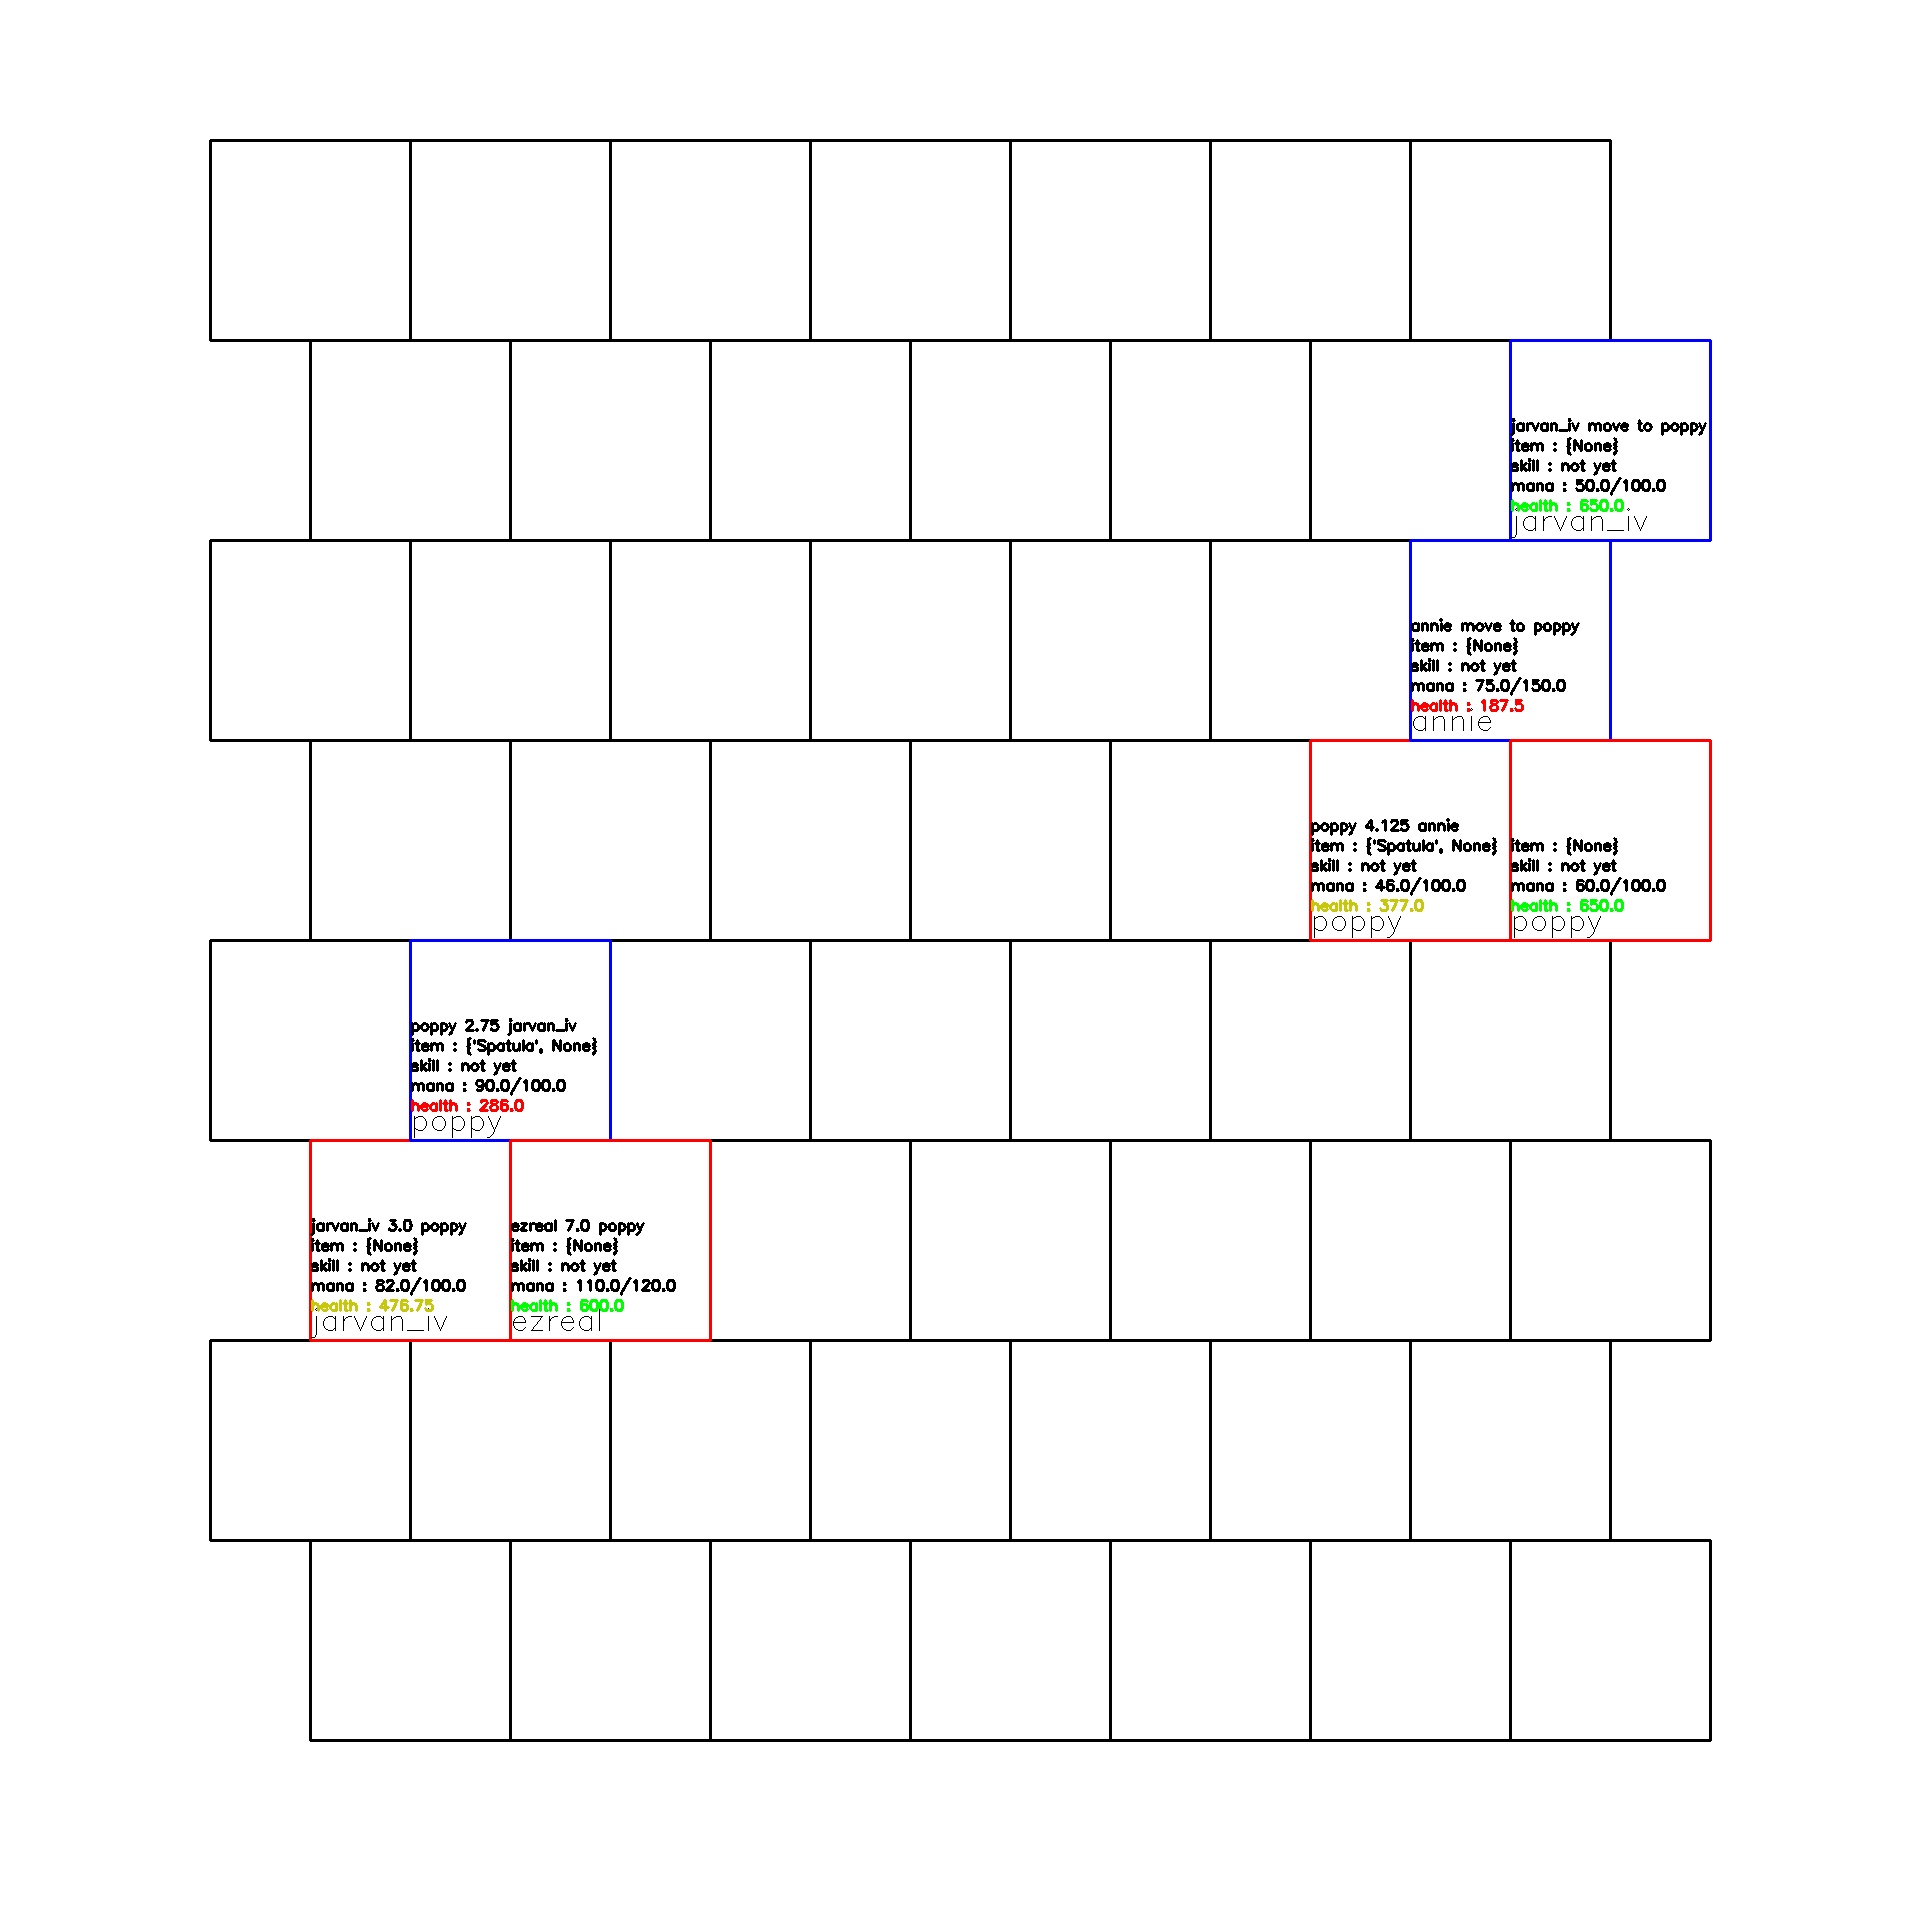 jarvan_iv move to poppy
item : {None}
skill : not yet
mana : 50.0/100.0
health : 650.0
jarvan_iv
annie move to poppy
item : {None}
skill : not yet
mana : 75.0/150.0
health : 187.5
annie
poppy 4.125 annie
item : {'Spatula', None}
skill : not yet
mana : 46.0/100.0
health : 377.0
poppy
item : {None}
skill : not yet
mana : 60.0/100.0
health : 650.0
poppy
poppy 2.75 jarvan_iv
item : {'Spatula', None}
skill : not yet
mana : 90.0/100.0
health : 286.0
poppy
jarvan_iv 3.0 poppy
item : {None}
skill : not yet
mana : 82.0/100.0
health : 476.75
jarvan_iv
ezreal 7.0 poppy
item : {None}
skill : not yet
mana : 110.0/120.0
health : 600.0
ezreal